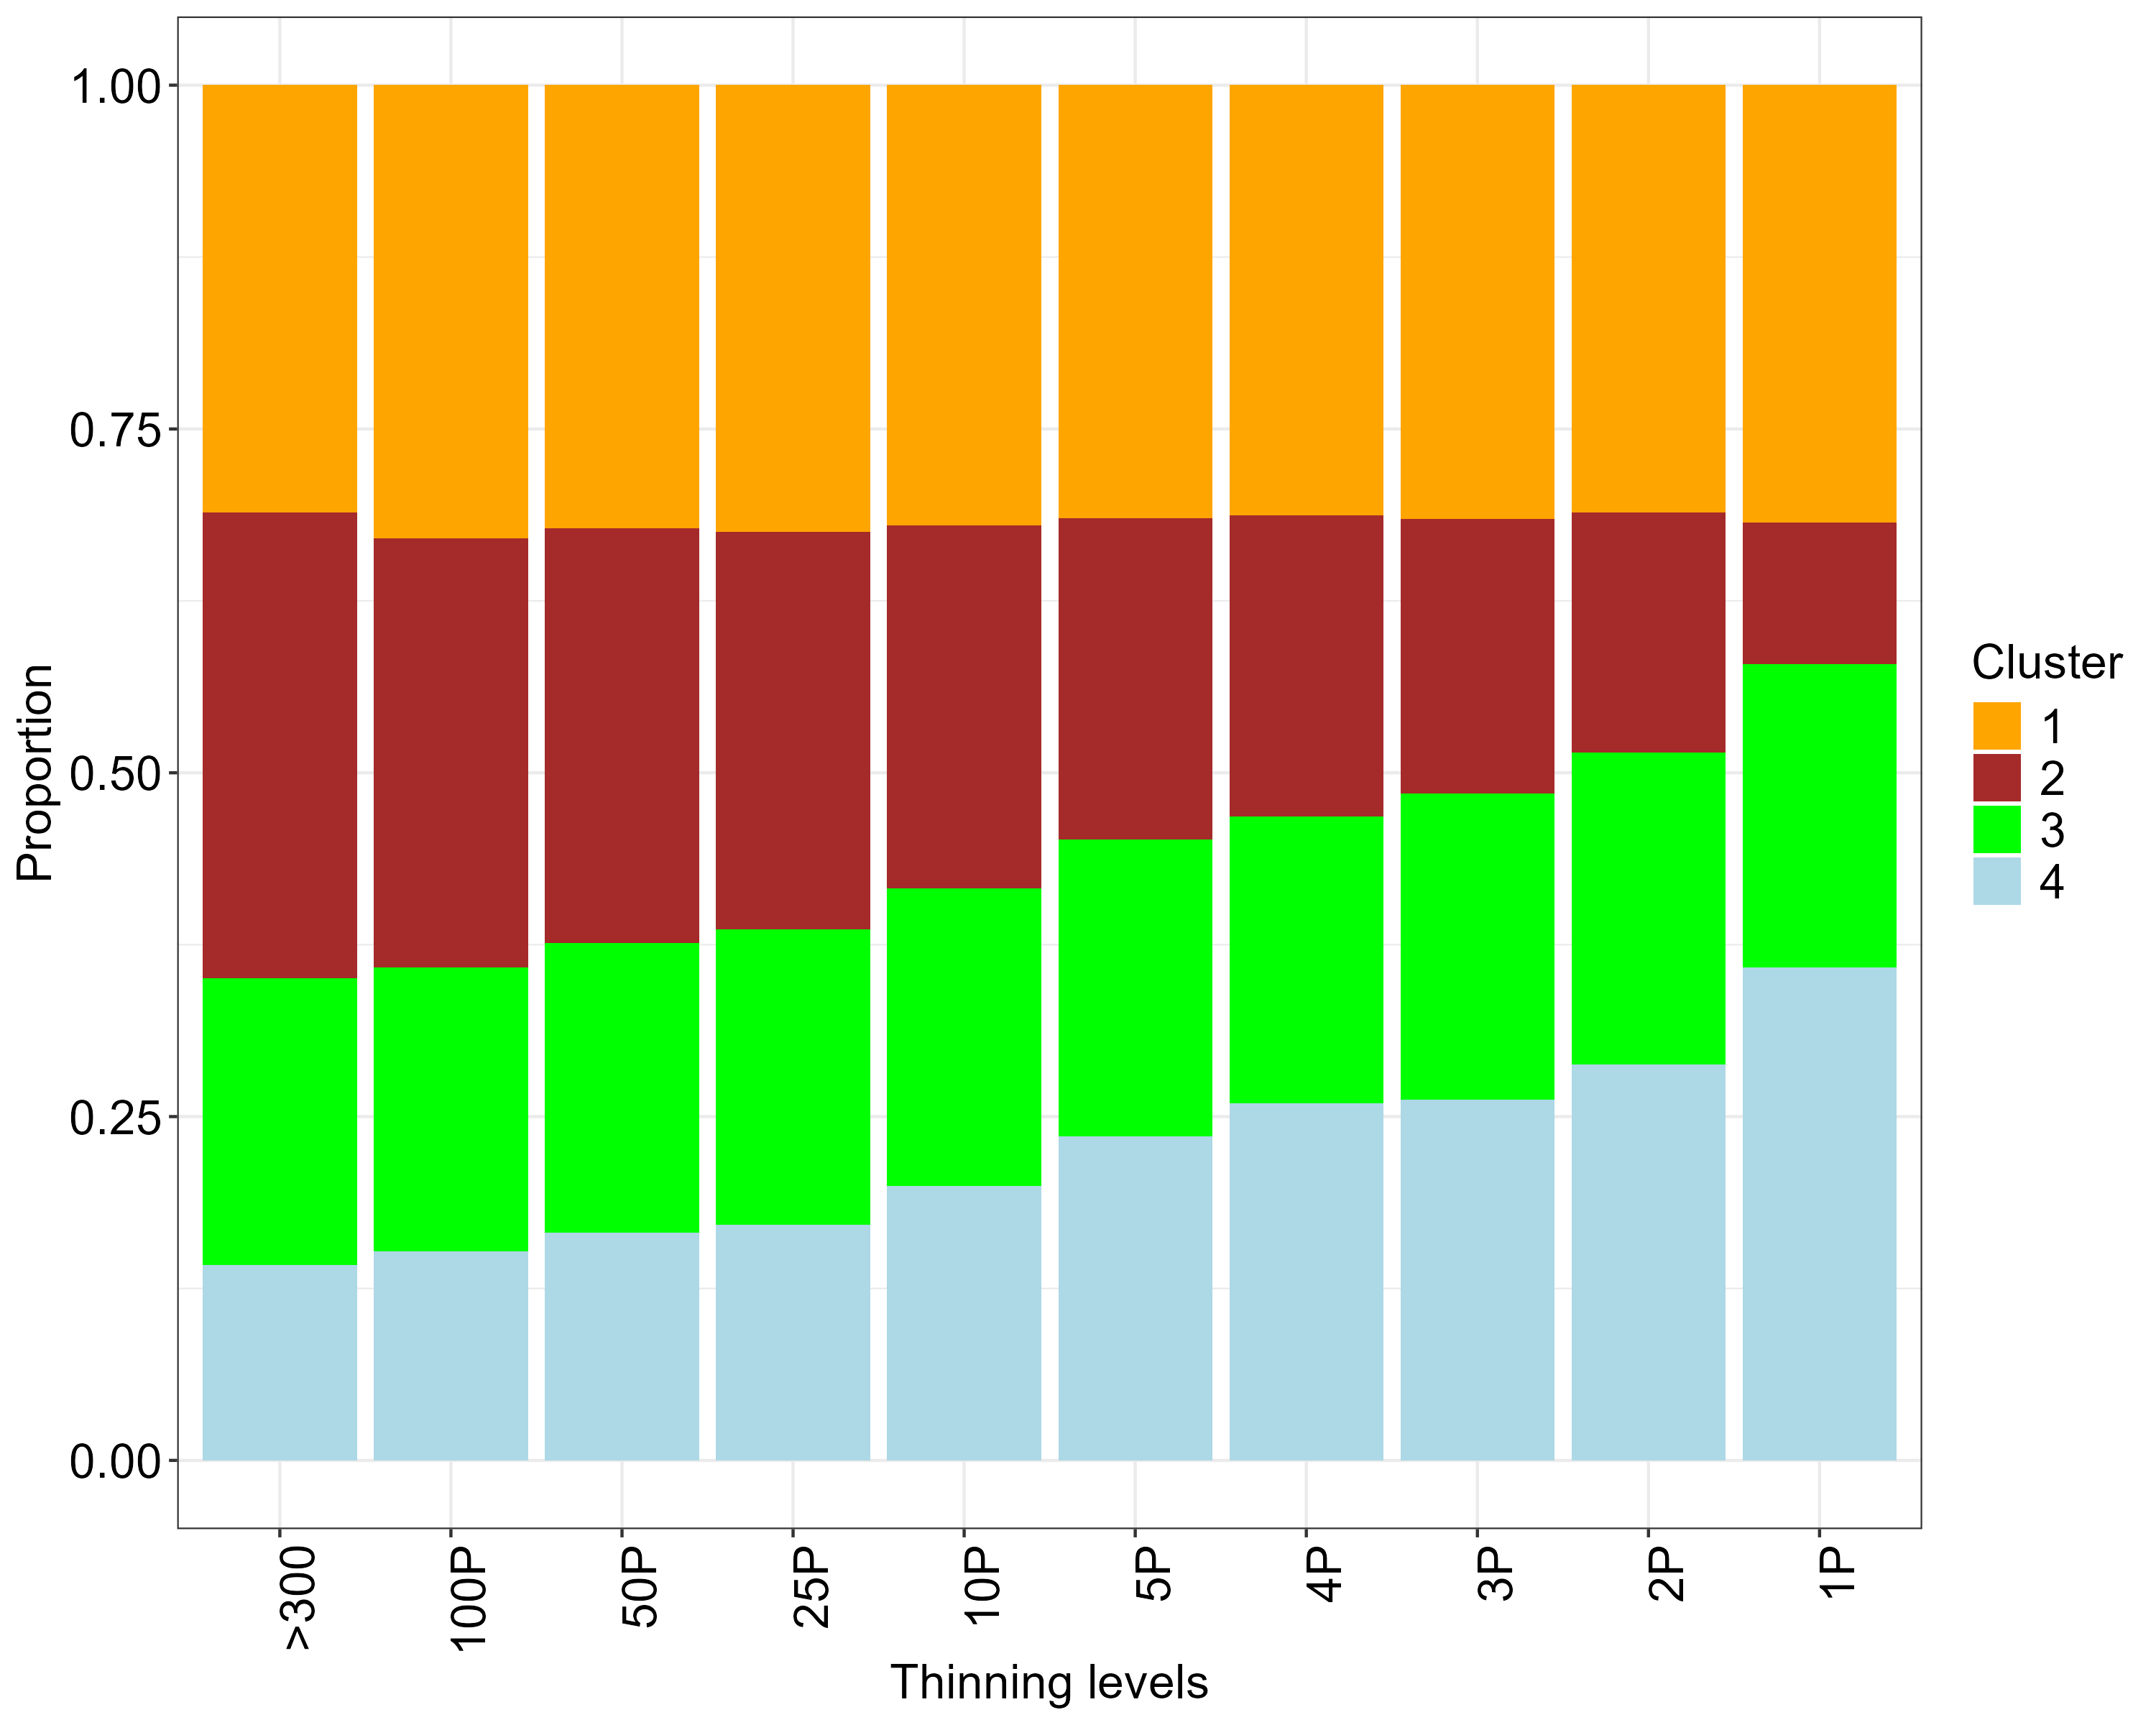 Proportion
1.00
0.75
0.50
0.25
0.00
>300
100P
50P
25P
10P
5P
4P
3P
2P
1P
Thinning levels
Cluster
1
2
3
4